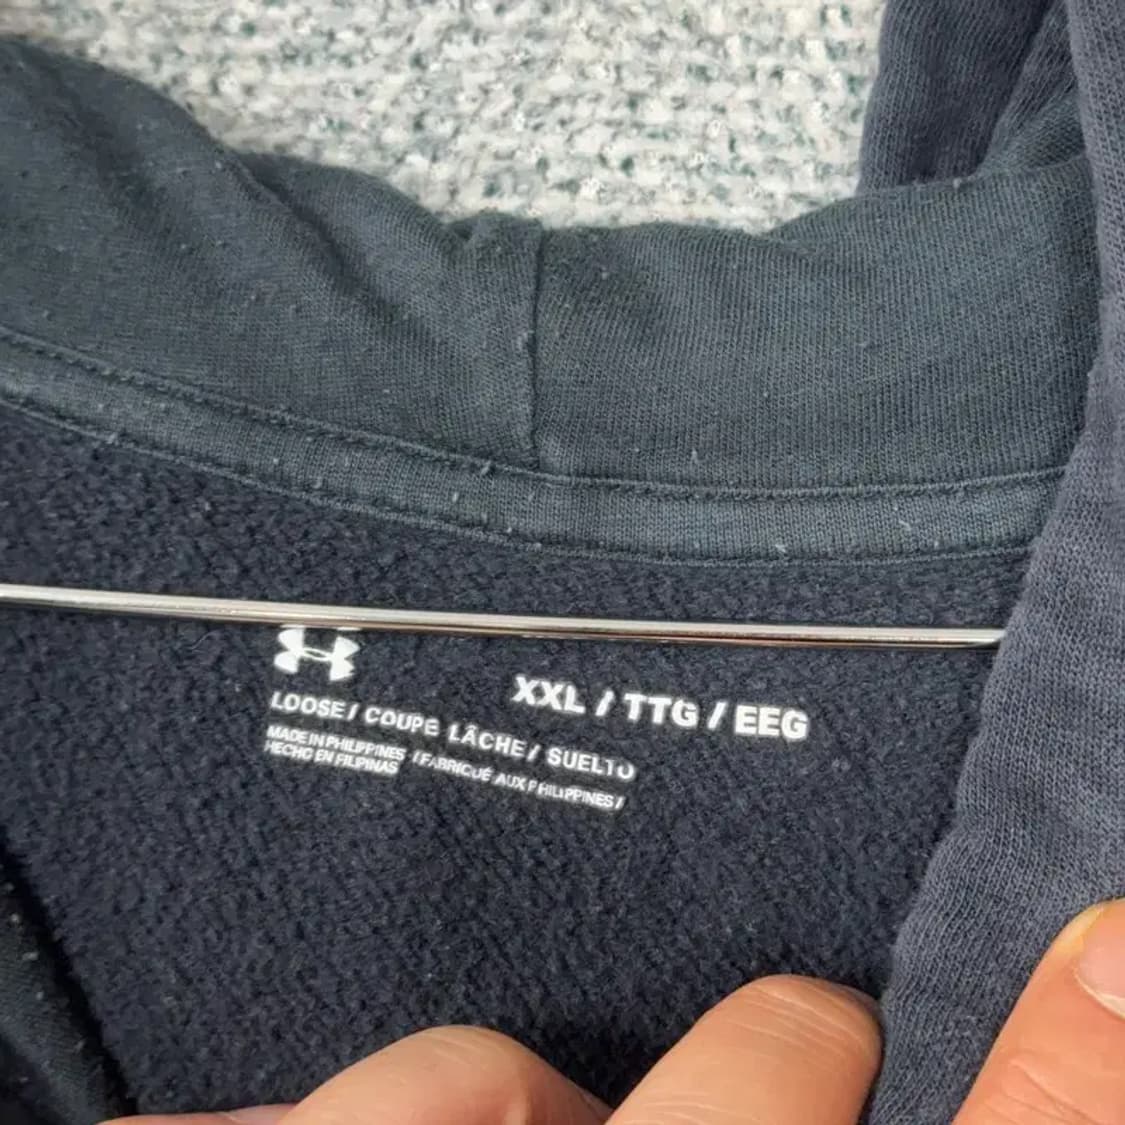 XXL / TTG / EEG
LOOSE / COUPE LÂCHE / SUELTO
MADE IN PHILIPPINES / FABRIQUÉ AUX PHILIPPINES /
HECHO EN FILIPINAS